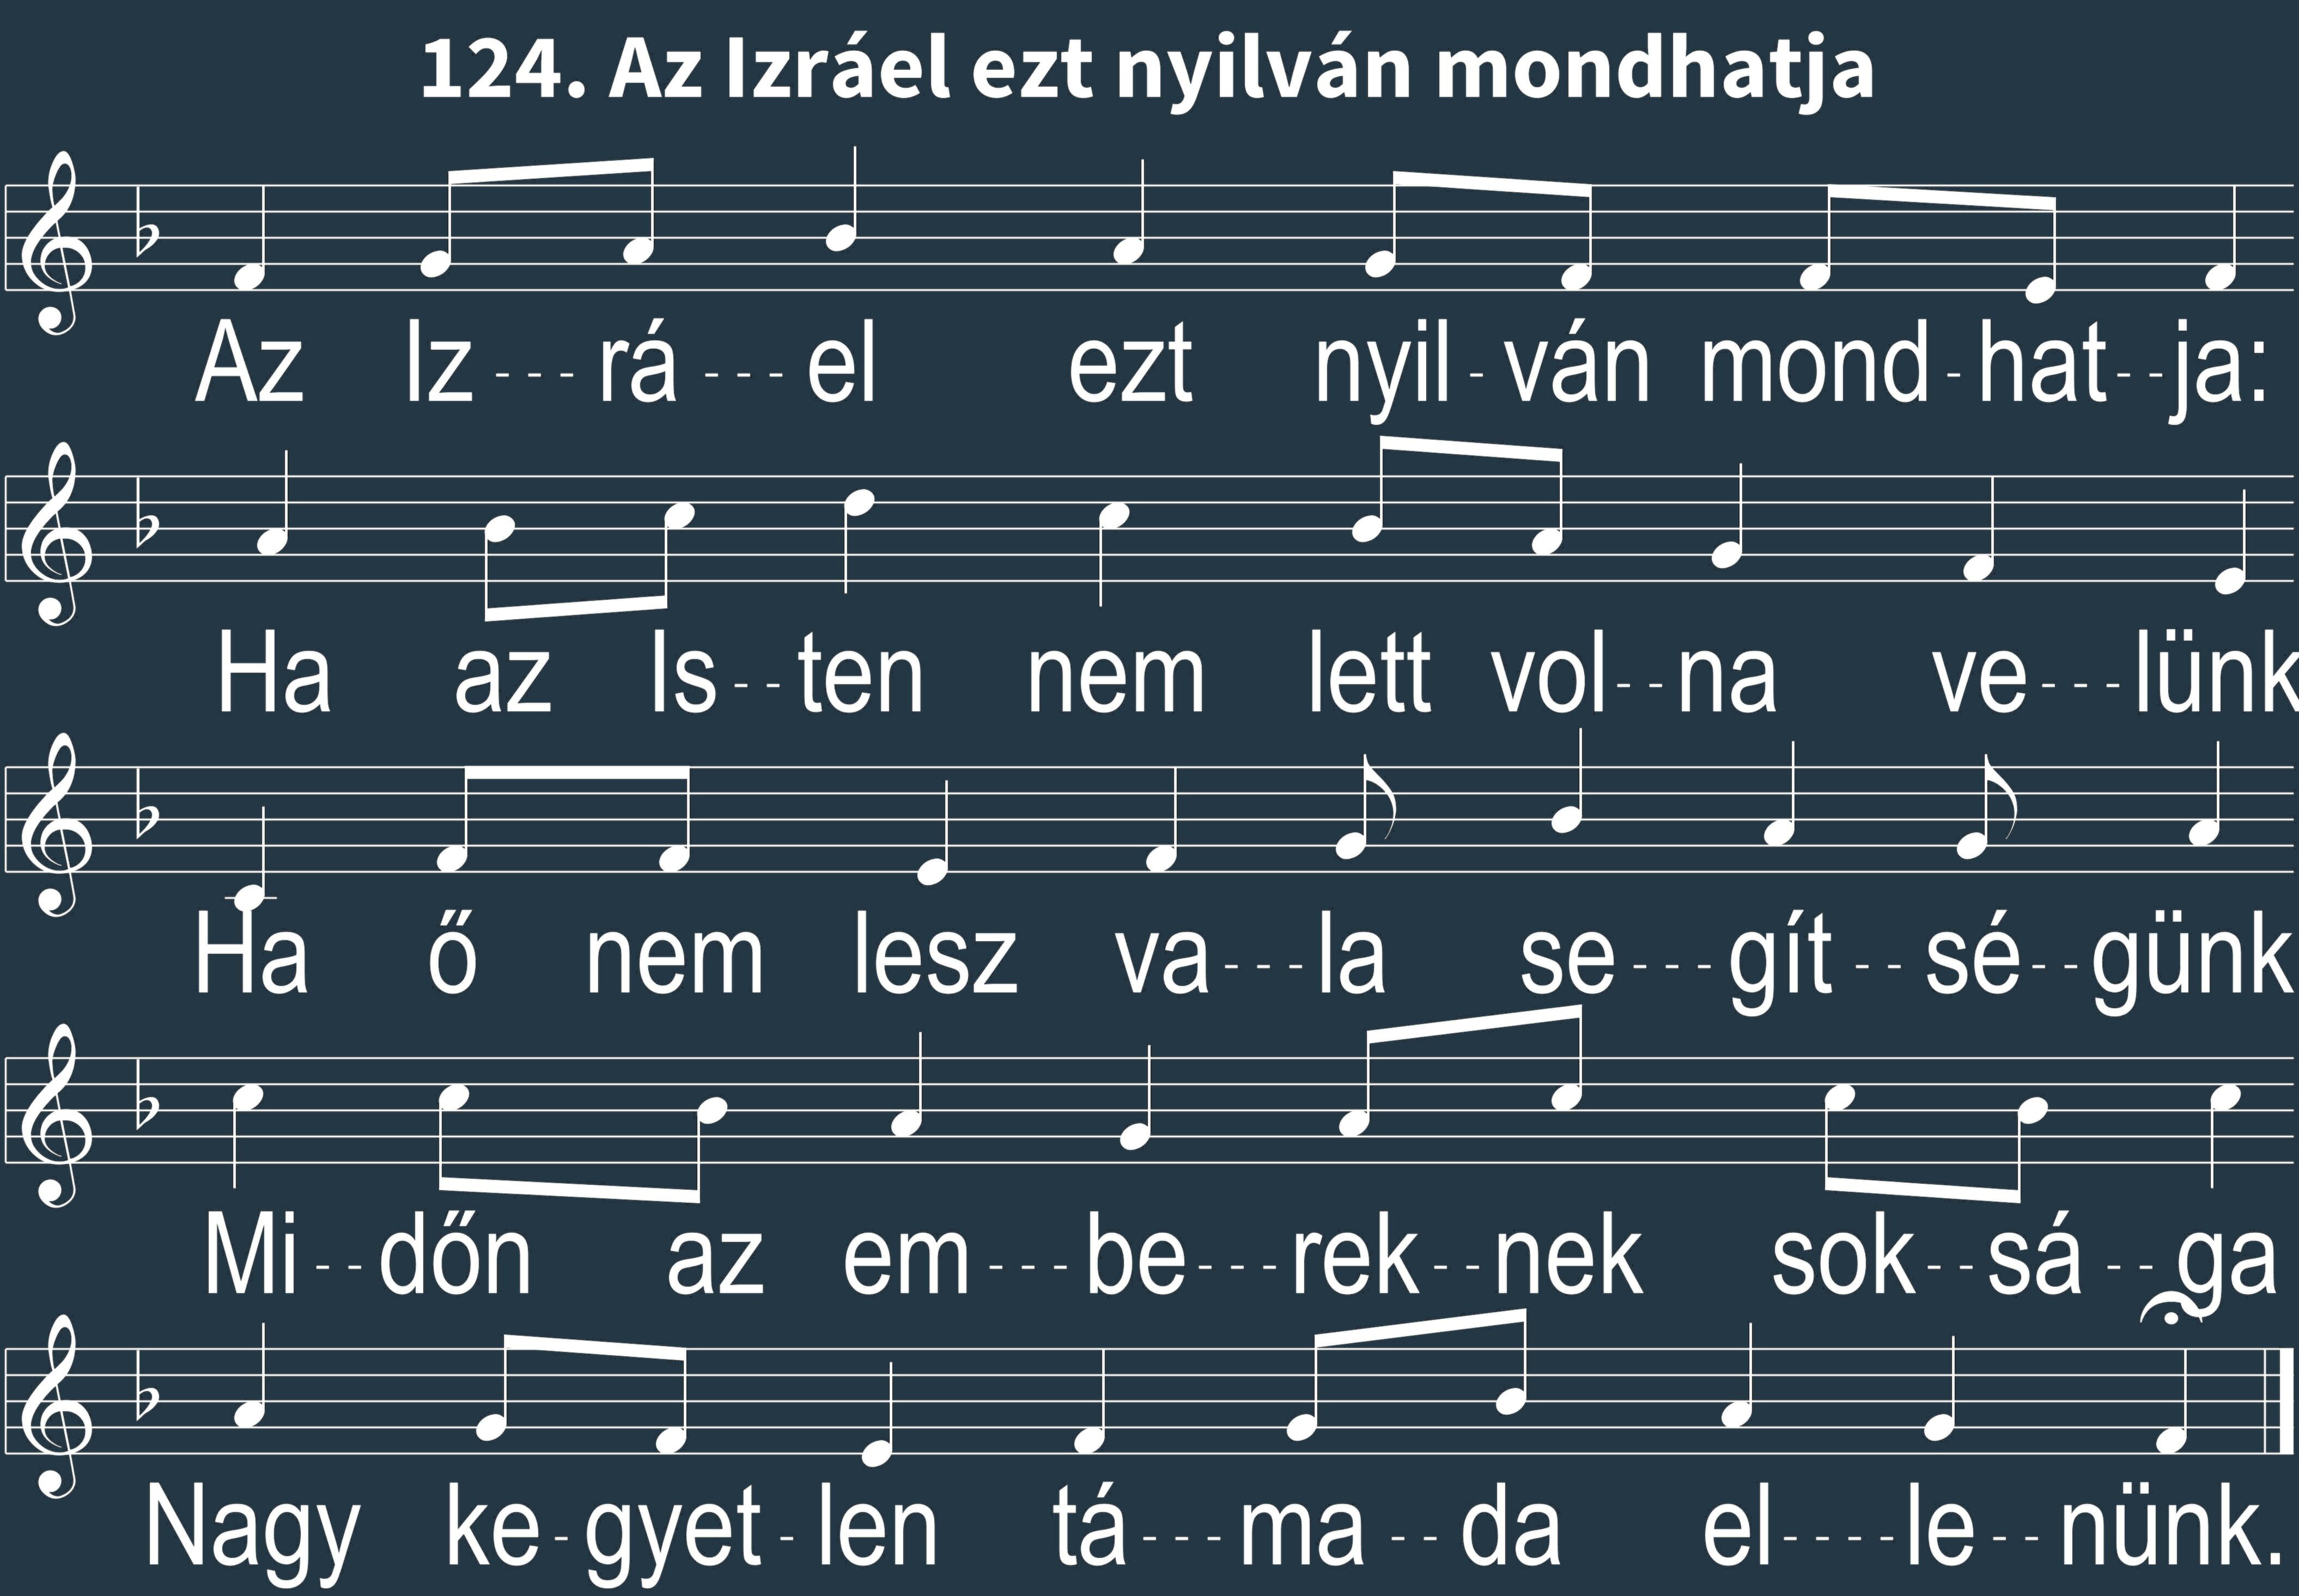 124. Az Izráel ezt nyilván mondhatja
Az Iz---rá---el ezt nyil-ván mond-hat--ja:
Ha az Is--ten nem lett vol--na ve---lünk
Ha ő nem lesz va---la se---gít--sé--günk
Mi--dőn az em---be---rek--nek sok--sá--ga
Nagy ke-gyet-len tá---ma--da el----le--nünk.